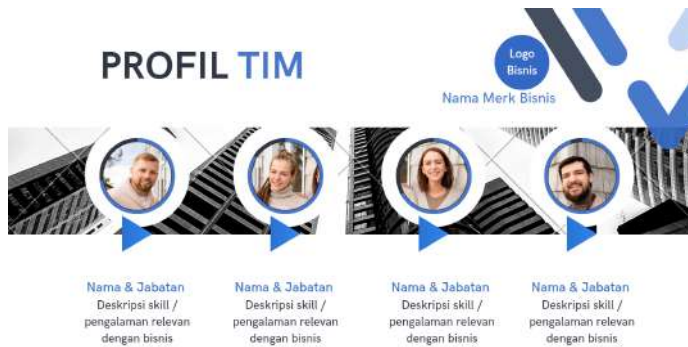 PROFIL TIM
Logo
Bisnis
Nama Merk Bisnis
Nama & Jabatan
Deskripsi skill /
pengalaman relevan
dengan bisnis
Nama & Jabatan
Deskripsi skill /
pengalaman relevan
dengan bisnis
Nama & Jabatan
Deskripsi skill /
pengalaman relevan
dengan bisnis
Nama & Jabatan
Deskripsi skill /
pengalaman relevan
dengan bisnis